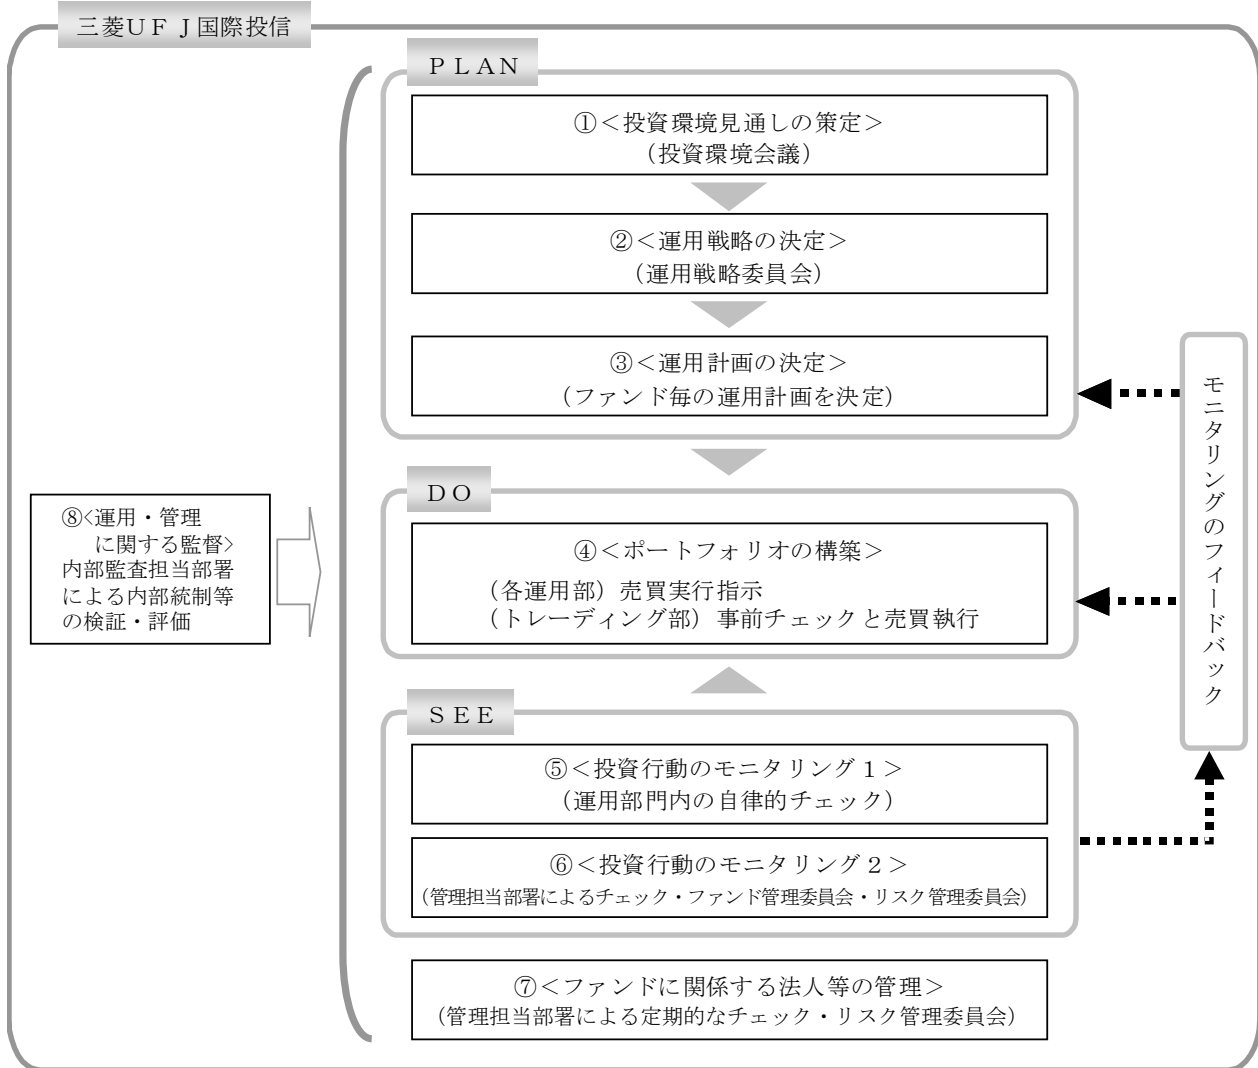 三菱ＵＦＪ国際投信
ＰＬＡＮ
①＜投資環境見通しの策定＞
（投資環境会議）
②＜運用戦略の決定＞
（運用戦略委員会）
③＜運用計画の決定＞
（ファンド毎の運用計画を決定）
ＤＯ
④＜ポートフォリオの構築＞
（各運用部）売買実行指示
（トレーディング部）事前チェックと売買執行
ＳＥＥ
⑤＜投資行動のモニタリング１＞
（運用部門内の自律的チェック）
⑥＜投資行動のモニタリング２＞
（管理担当部署によるチェック・ファンド管理委員会・リスク管理委員会）
⑦＜ファンドに関係する法人等の管理＞
（管理担当部署による定期的なチェック・リスク管理委員会）
⑧<運用・管理
に関する監督>
内部監査担当部署
による内部統制等
の検証・評価
モニタリングのフィードバック